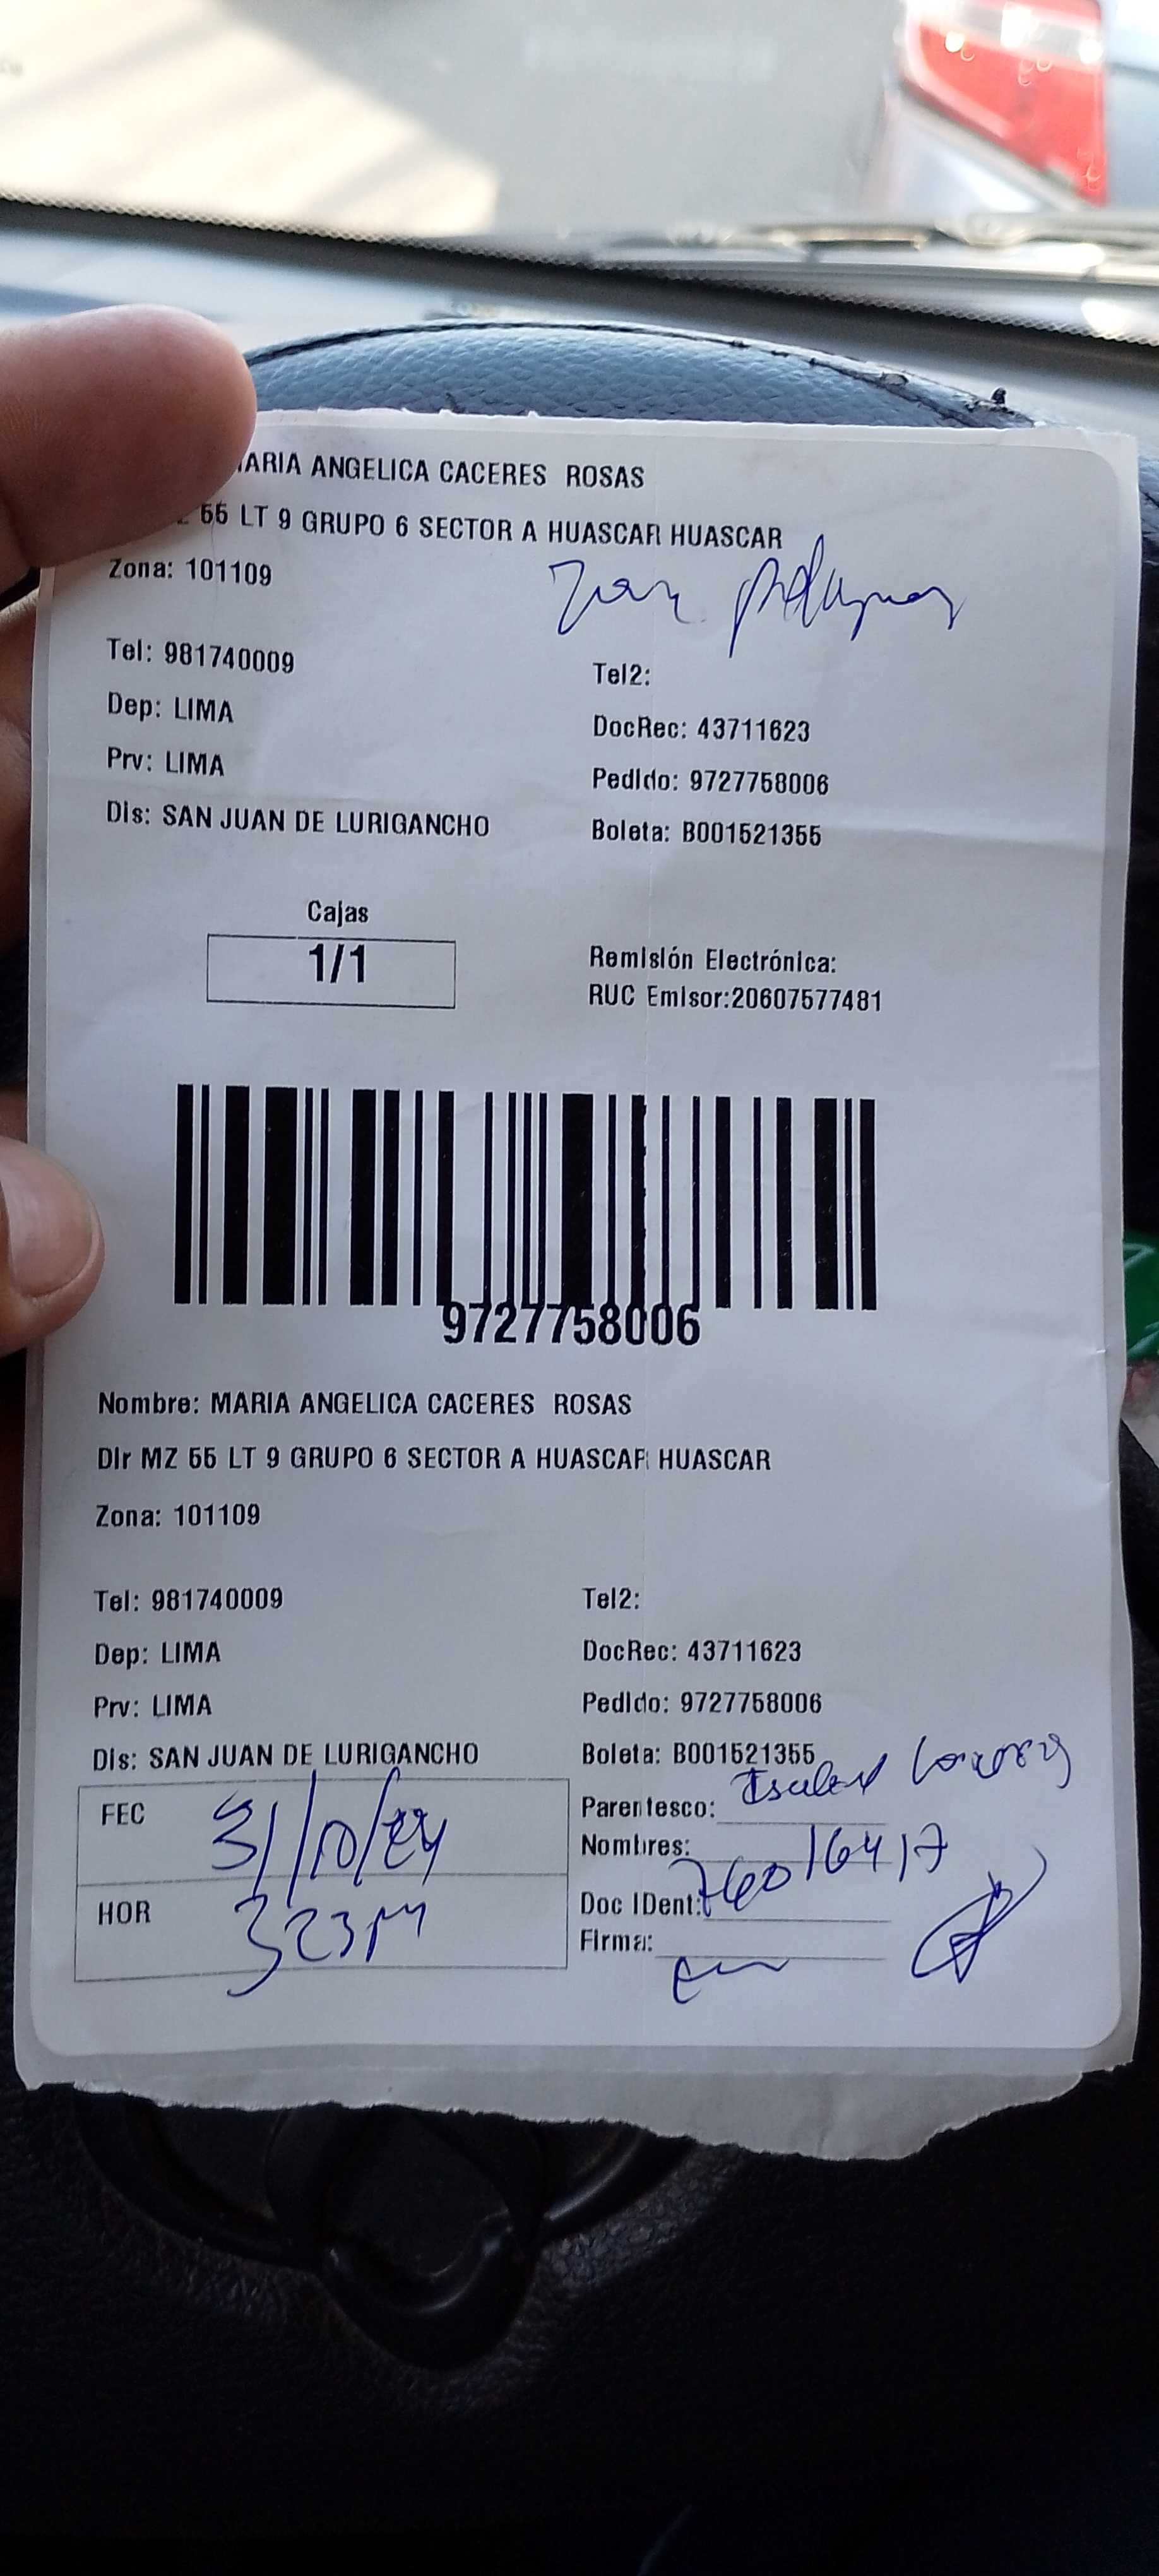 ARIA ANGELICA CACERES ROSAS
55 LT 9 GRUPO 6 SECTOR A HUASCAR HUASCAR
Zona: 101109
Tel: 981740009
Tel2:
Dep: LIMA
DocRec: 43711623
Prv: LIMA
Pedido: 9727758006
Dis: SAN JUAN DE LURIGANCHO
Boleta: B001521355
Cajas
1/1
Remisión Electrónica:
RUC Emisor:20607577481
9727758006
Nombre: MARIA ANGELICA CACERES ROSAS
Dir MZ 55 LT 9 GRUPO 6 SECTOR A HUASCAR HUASCAR
Zona: 101109
Tel: 981740009
Tel2:
Dep: LIMA
DocRec: 43711623
Prv: LIMA
Pedido: 9727758006
Dis: SAN JUAN DE LURIGANCHO
Boleta: B001521355
FEC 31/10/24
Parentesco:
Nombres:
HOR 323PM
Doc IDent: 76016417
Firma: